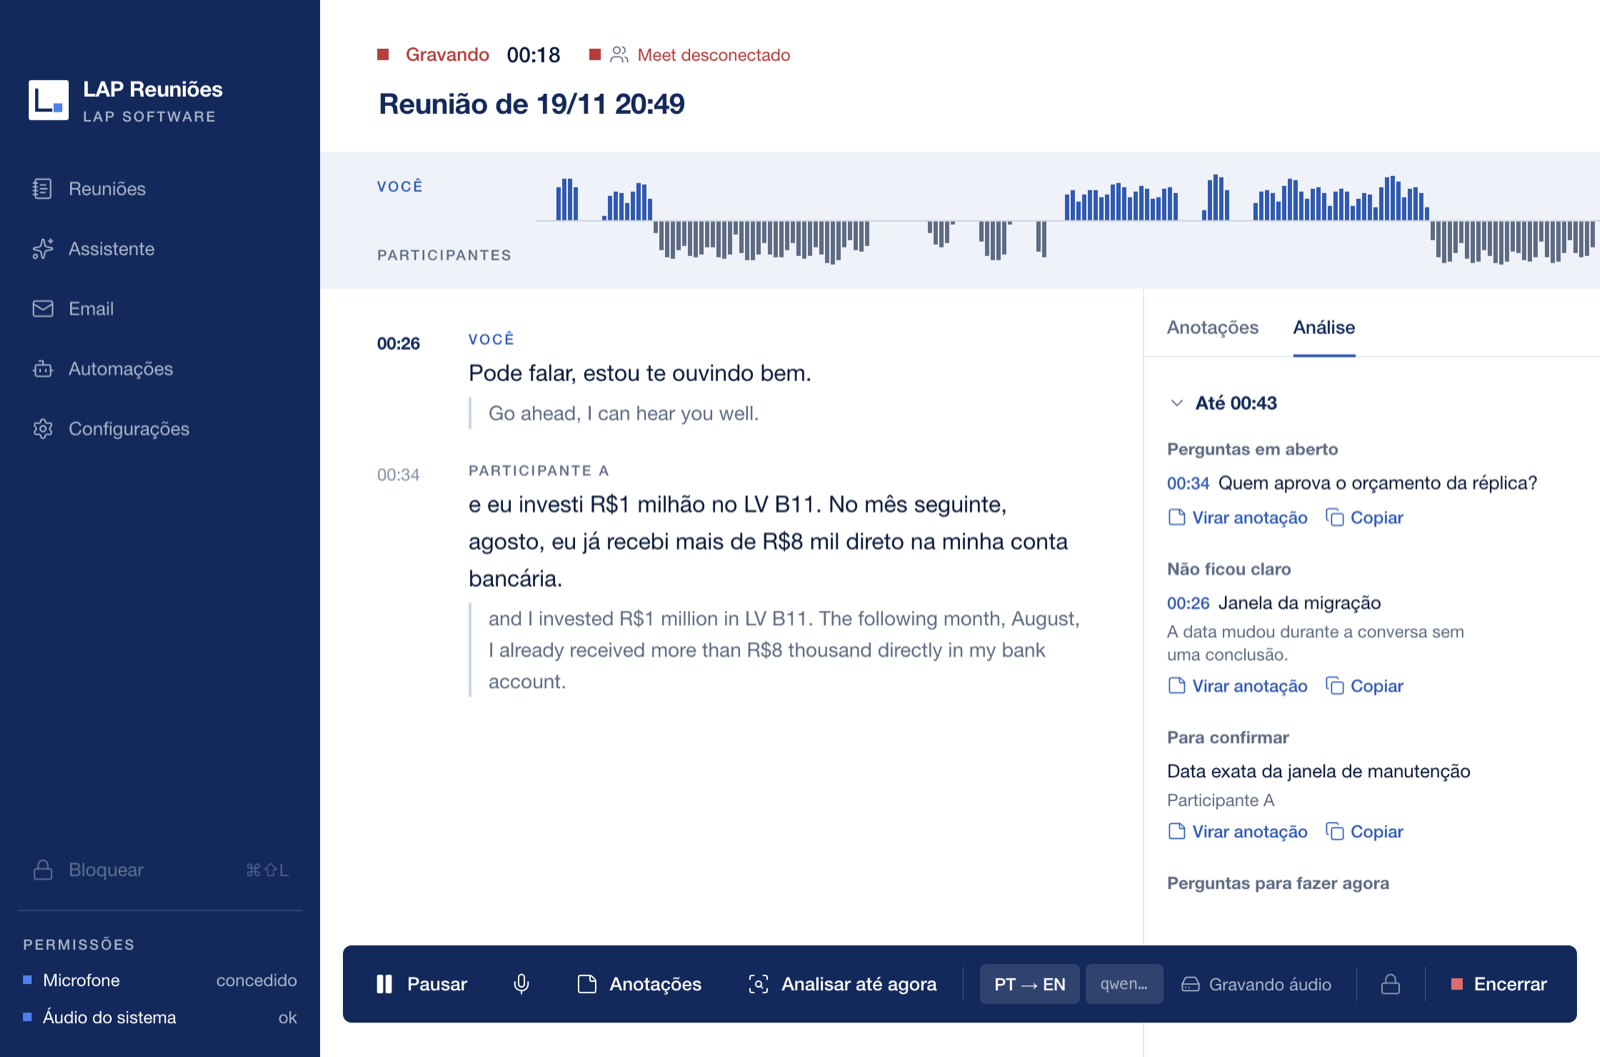 LAP Reuniões
LAP SOFTWARE
Reuniões
Assistente
Email
Automações
Configurações
Bloquear ⌘⇧L
PERMISSÕES
Microfone concedido
Áudio do sistema ok
Gravando 00:18 Meet desconectado
Reunião de 19/11 20:49
VOCÊ
PARTICIPANTES
00:26 VOCÊ
Pode falar, estou te ouvindo bem.
Go ahead, I can hear you well.
00:34 PARTICIPANTE A
e eu investi R$1 milhão no LV B11. No mês seguinte,
agosto, eu já recebi mais de R$8 mil direto na minha conta
bancária.
and I invested R$1 million in LV B11. The following month, August,
I already received more than R$8 thousand directly in my bank
account.
Anotações Análise
Até 00:43
Perguntas em aberto
00:34 Quem aprova o orçamento da réplica?
Virar anotação Copiar
Não ficou claro
00:26 Janela da migração
A data mudou durante a conversa sem
uma conclusão.
Virar anotação Copiar
Para confirmar
Data exata da janela de manutenção
Participante A
Virar anotação Copiar
Perguntas para fazer agora
Pausar Anotações Analisar até agora PT → EN qwen… Gravando áudio Encerrar